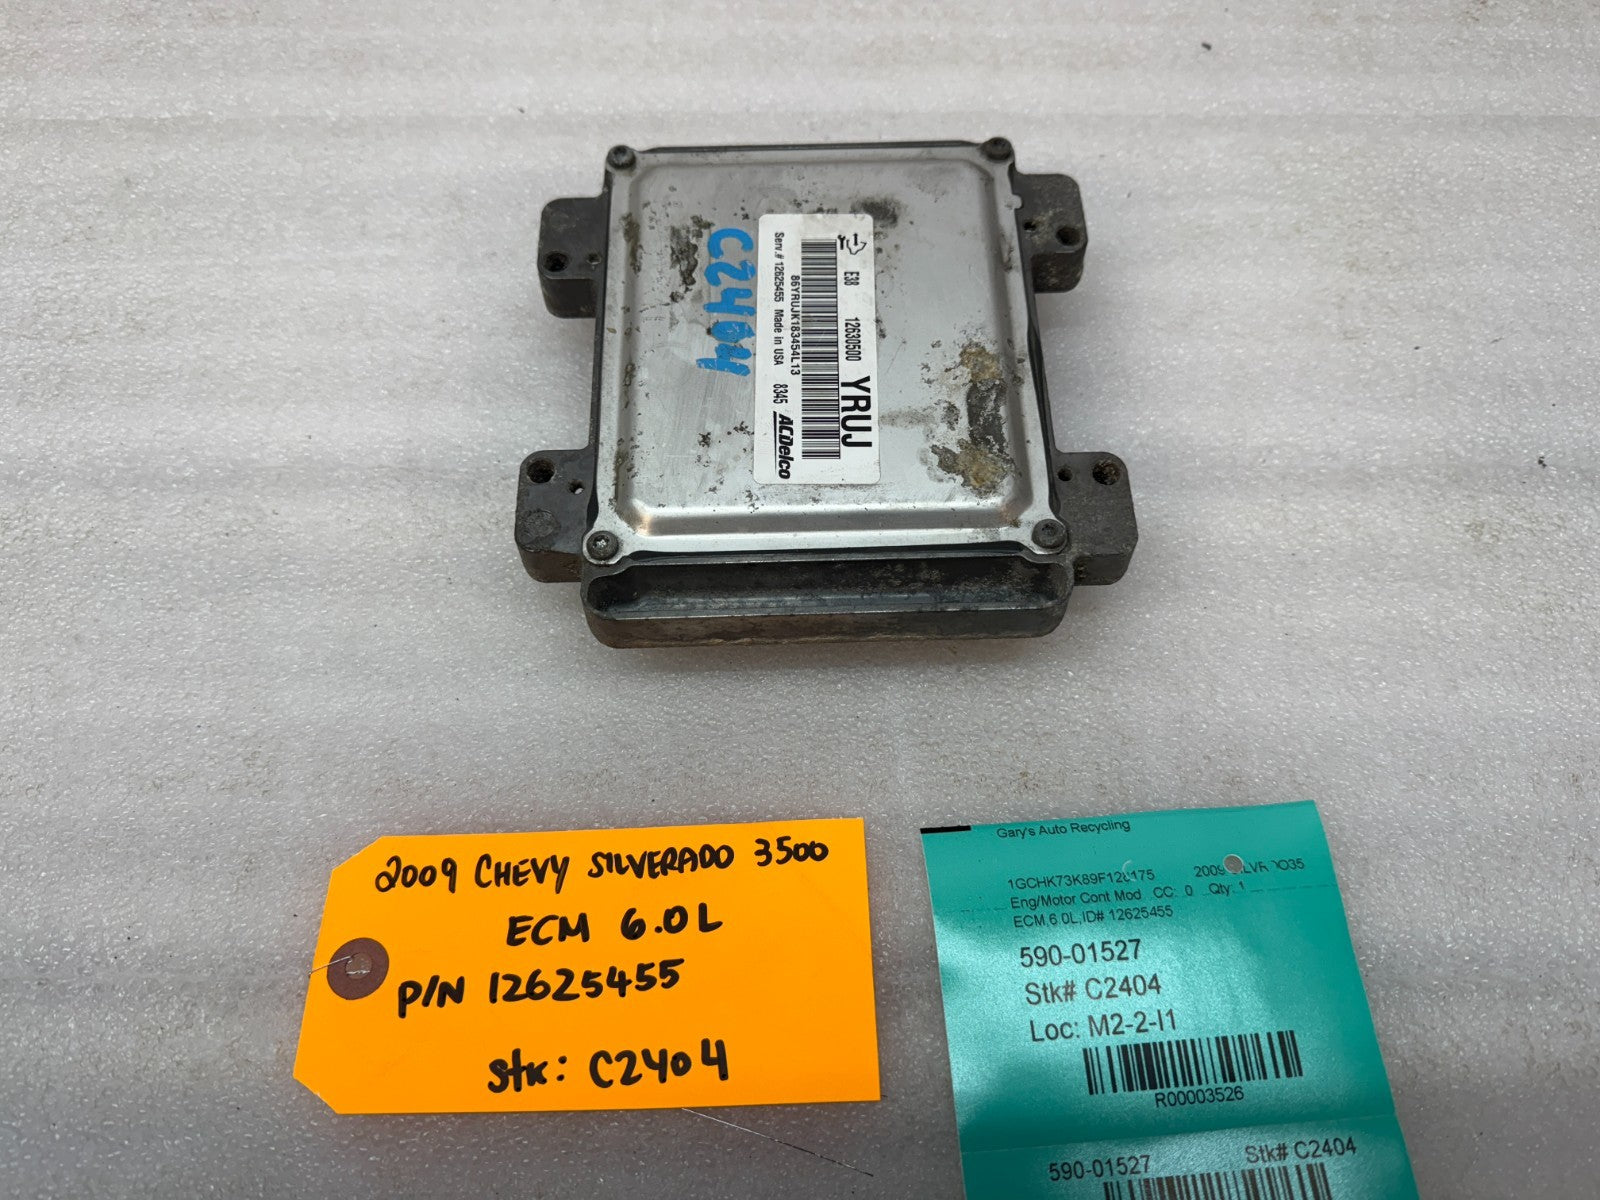 C2404
E38 12630500 YRUJ
86YRUJK183454L13
Serv.# 12625455 Made in USA 8345 ACDelco
2009 CHEVY SILVERADO 3500
ECM 6.0L
P/N 12625455
Stk: C2404
Gary's Auto Recycling
2009
Eng/Motor Cont Mod CC: 0 Qty: 1
ECM,6.0L;ID# 12625455
590-01527
Stk# C2404
Loc: M2-2-I1
R00003526
590-01527 Stk# C2404